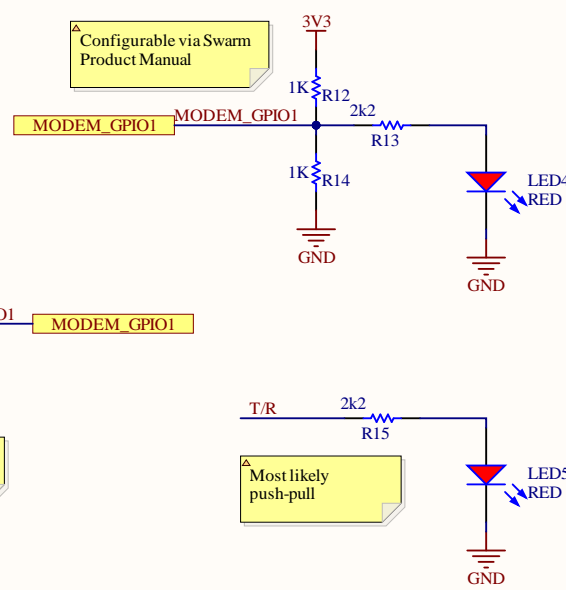 3V3
Configurable via Swarm
Product Manual
1K
R12
2k2
MODEM_GPIO1
MODEM_GPIO1
R13
1K
R14
LED4
RED
GND
GND
O1
MODEM_GPIO1
T/R
2k2
R15
Most likely
push-pull
LED5
RED
GND